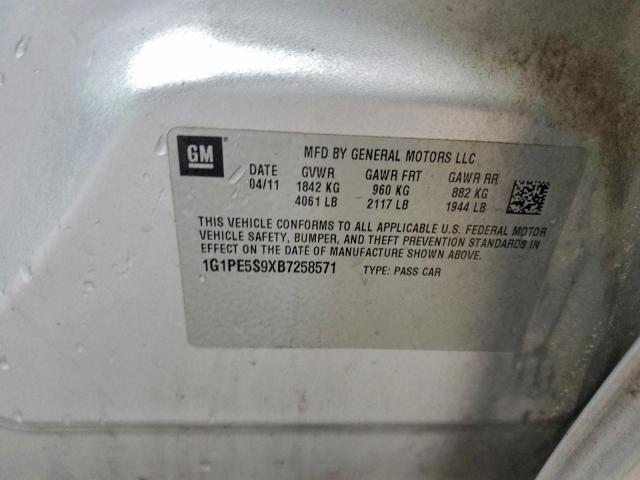 GM
MFD BY GENERAL MOTORS LLC
DATE GVWR GAWR FRT GAWR RR
04/11 1842 KG 960 KG 882 KG
4061 LB 2117 LB 1944 LB
THIS VEHICLE CONFORMS TO ALL APPLICABLE U.S. FEDERAL MOTOR
VEHICLE SAFETY, BUMPER, AND THEFT PREVENTION STANDARDS IN
EFFECT ON THE DATE OF MANUFACTURE SHOWN ABOVE.
1G1PE5S9XB7258571 TYPE: PASS CAR